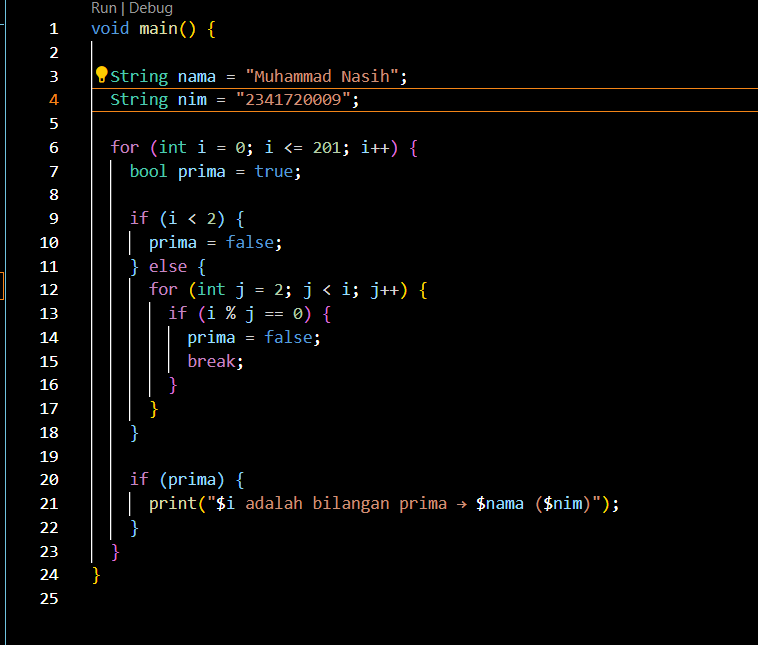 Run | Debug
1 void main() {
2
3 String nama = "Muhammad Nasih";
4 String nim = "2341720009";
5
6 for (int i = 0; i <= 201; i++) {
7 bool prima = true;
8
9 if (i < 2) {
10 prima = false;
11 } else {
12 for (int j = 2; j < i; j++) {
13 if (i % j == 0) {
14 prima = false;
15 break;
16 }
17 }
18 }
19
20 if (prima) {
21 print("$i adalah bilangan prima → $nama ($nim)");
22 }
23 }
24 }
25